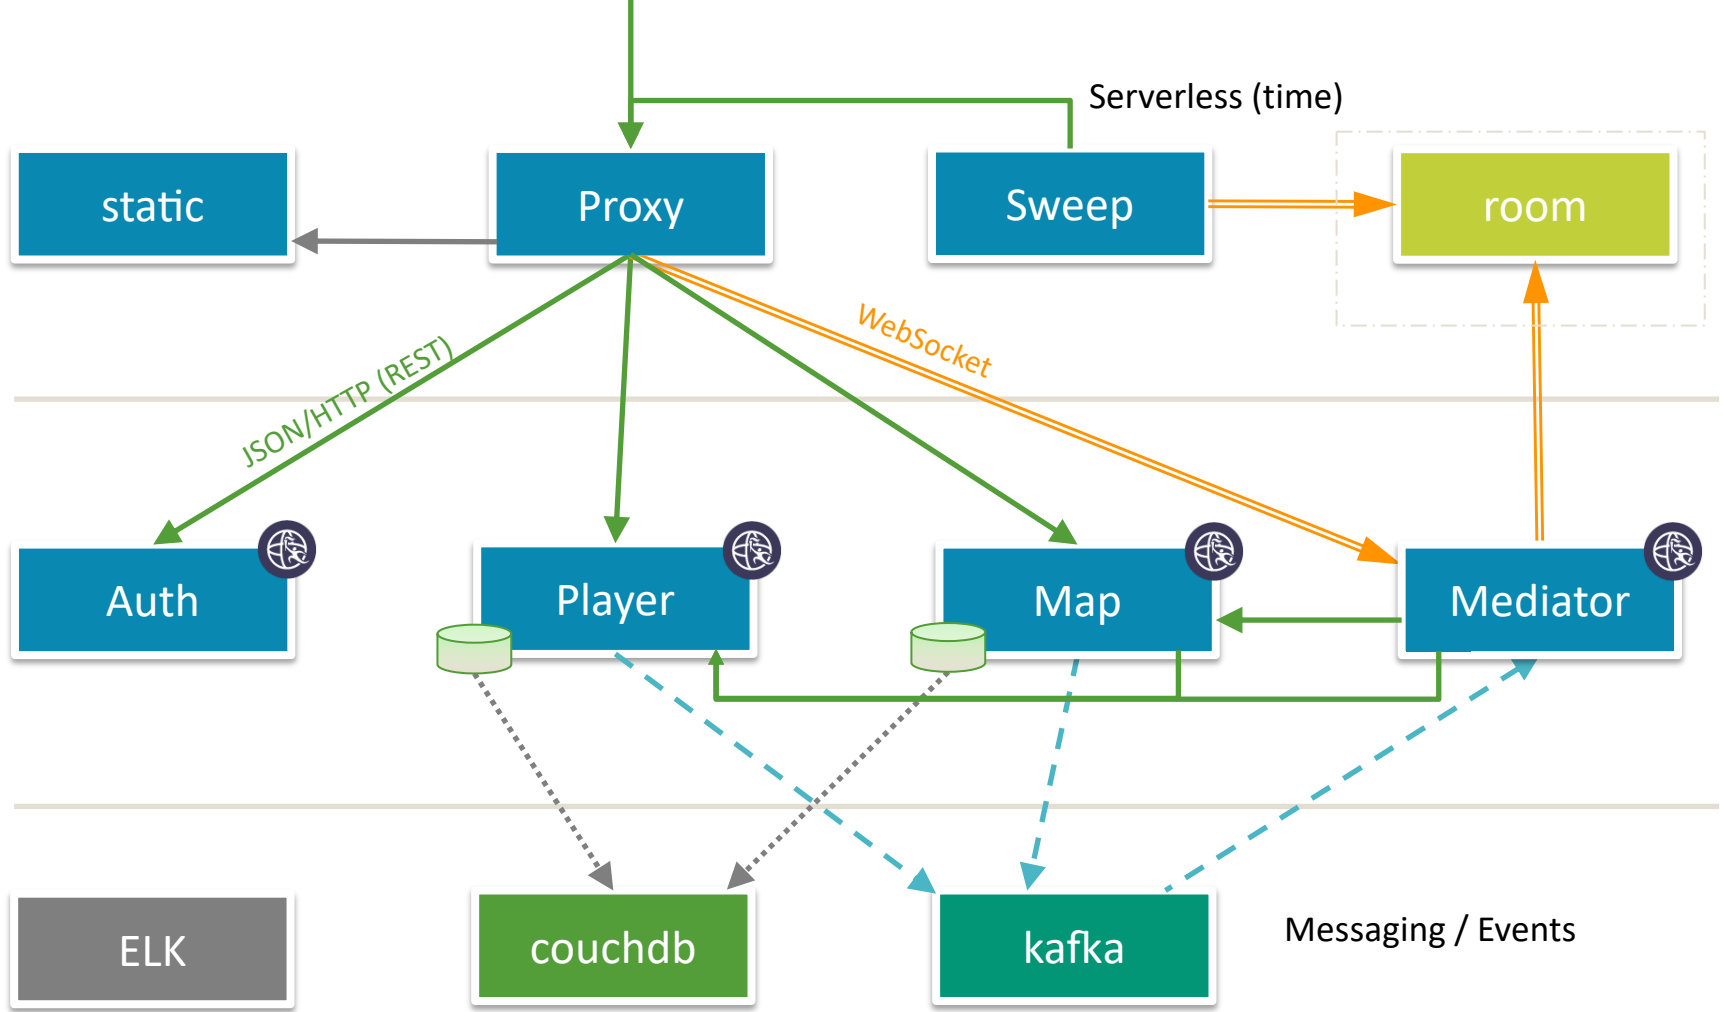 Serverless (time)
static
Proxy
Sweep
room
WebSocket
JSON/HTTP (REST)
Auth
Player
Map
Mediator
ELK
couchdb
kafka
Messaging / Events